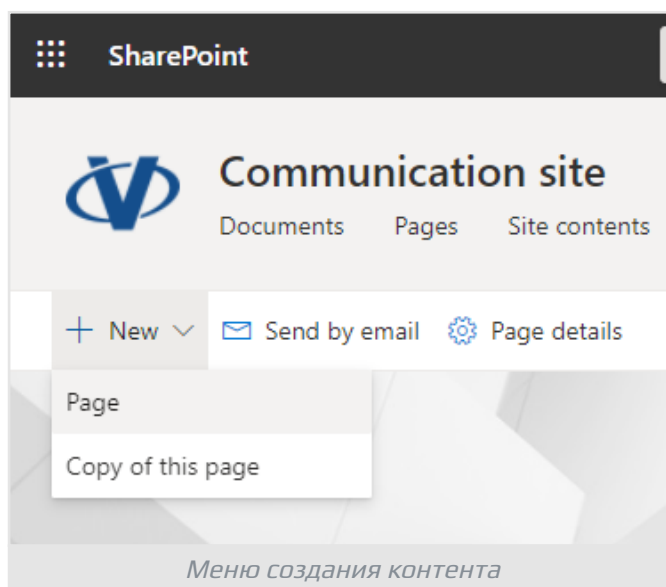 SharePoint
Communication site
Documents Pages Site contents
New Send by email Page details
Page
Copy of this page
Меню создания контента